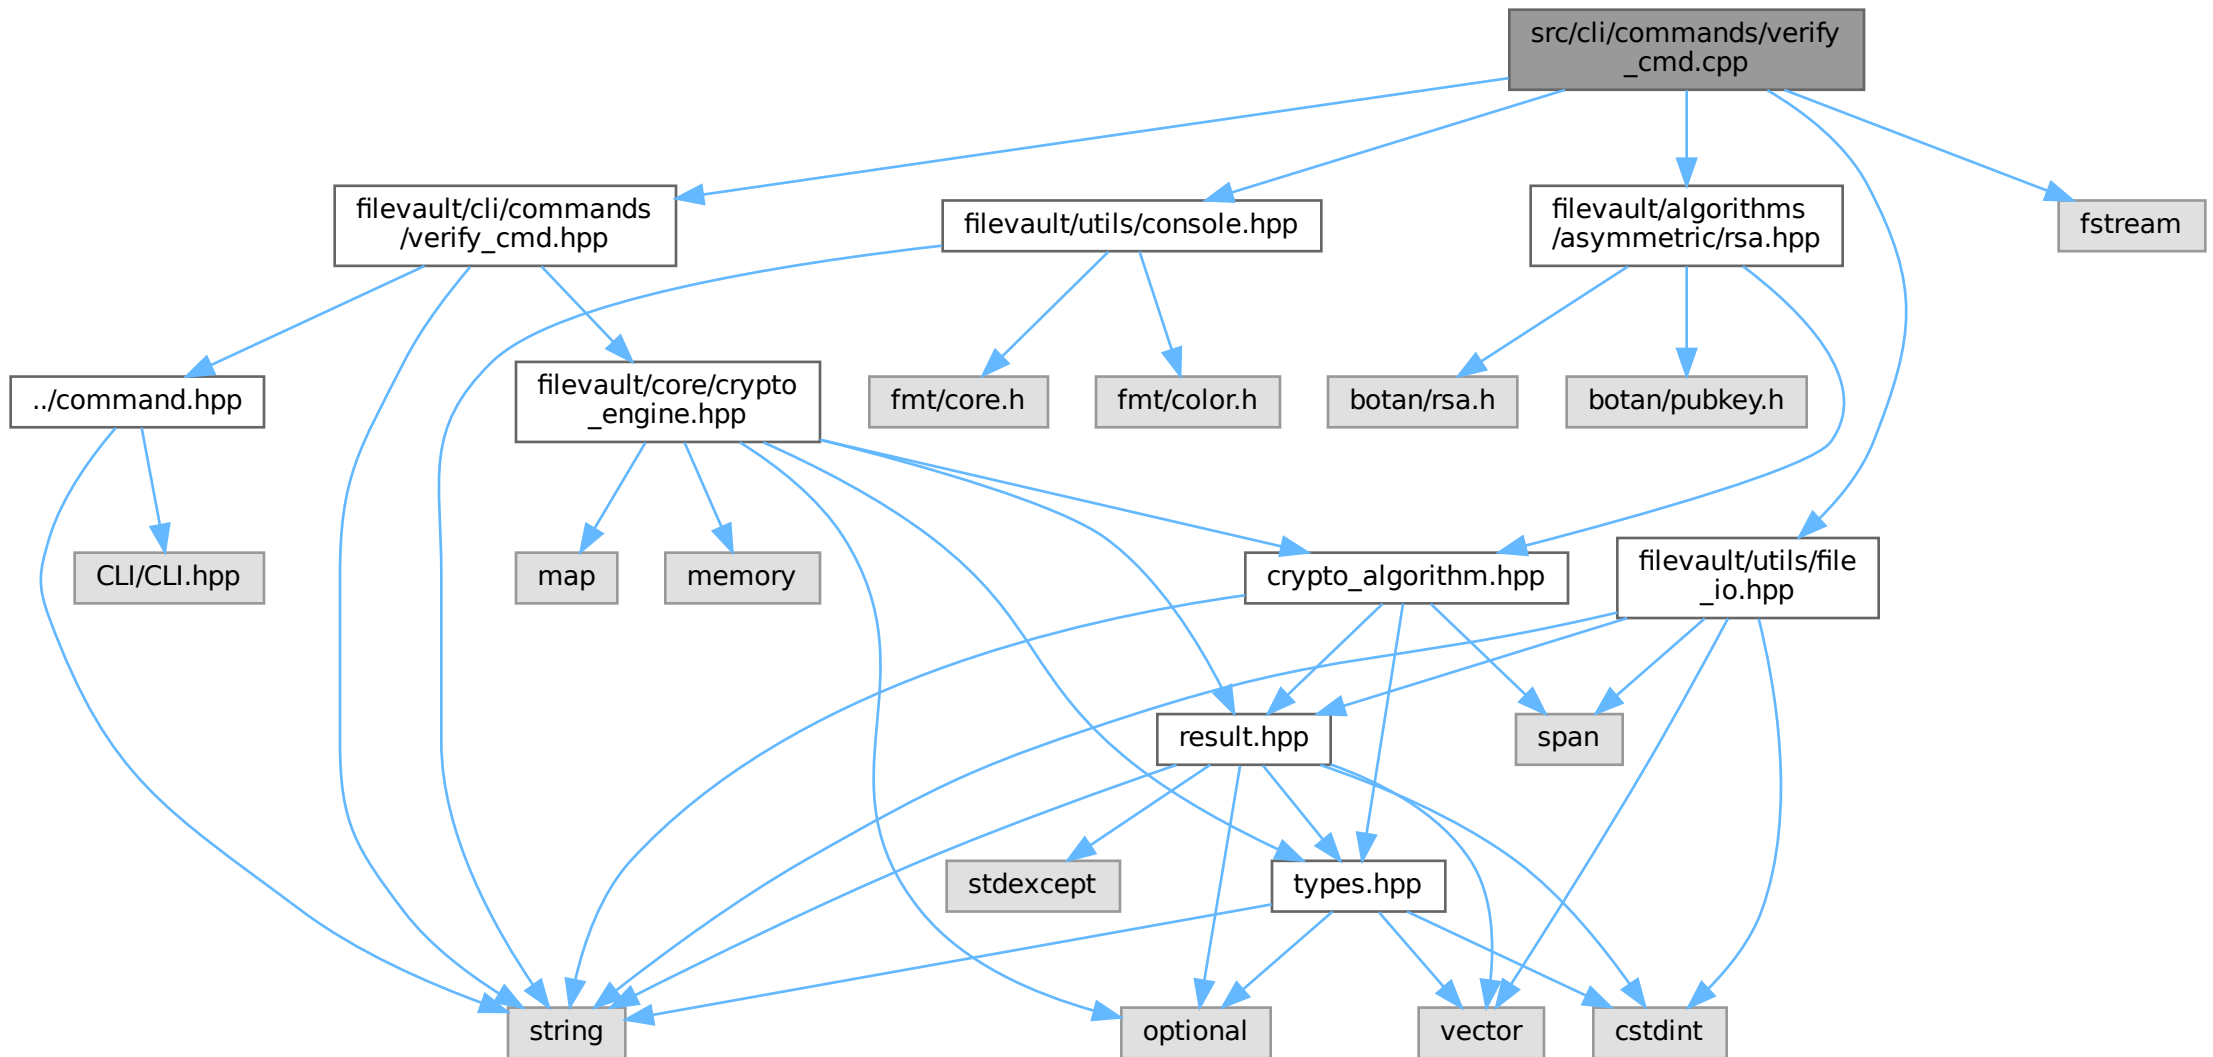 src/cli/commands/verify
_cmd.cpp
filevault/cli/commands
/verify_cmd.hpp
filevault/utils/console.hpp
filevault/algorithms
/asymmetric/rsa.hpp
fstream
../command.hpp
filevault/core/crypto
_engine.hpp
fmt/core.h
fmt/color.h
botan/rsa.h
botan/pubkey.h
CLI/CLI.hpp
map
memory
crypto_algorithm.hpp
filevault/utils/file
_io.hpp
result.hpp
span
stdexcept
types.hpp
string
optional
vector
cstdint